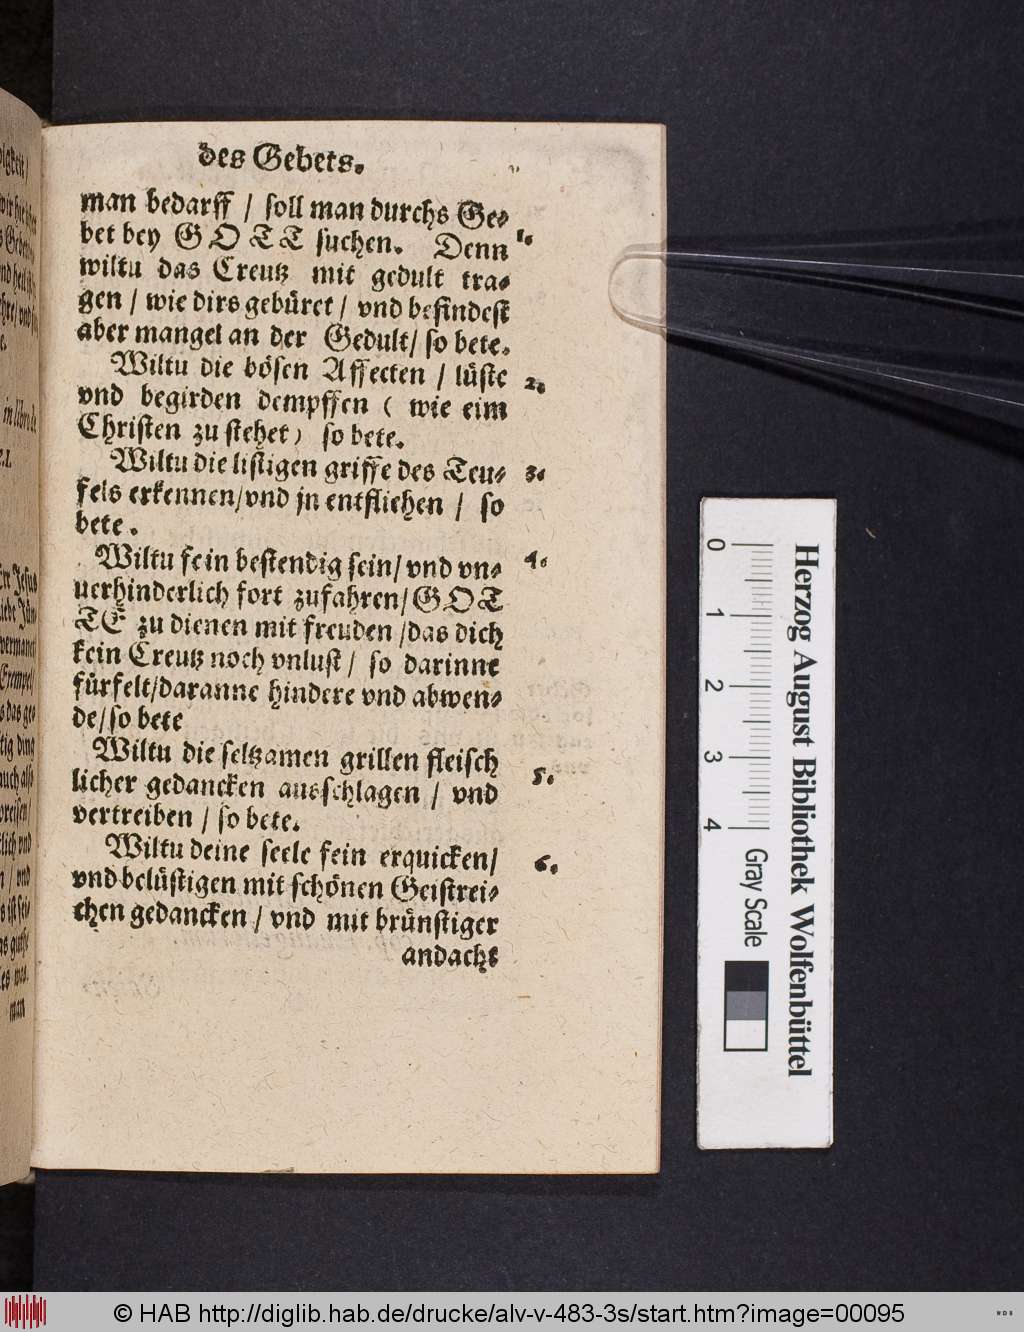 des Gebets.
man bedarff / soll man durchs Ge-
bet bey GOTT suchen. Denn 1.
wiltu das Creutz mit gedult tra-
gen / wie dirs gebüret / vnd befindest
aber mangel an der Gedult / so bete.
Wiltu die bösen Affecten / lüste 2.
vnd begirden dempffen ( wie eim
Christen zu stehet ) so bete.
Wiltu die listigen griffe des Teu- 3.
fels erkennen / vnd jn entfliehen / so
bete.
Wiltu fein bestendig sein / vnd vn- 4.
uerhinderlich fort zufahren / GOT
TE zu dienen mit freuden / das dich
kein Creutz noch vnlust / so darinne
fürfelt / daranne hindere vnd abwen-
de / so bete
Wiltu die seltzamen grillen fleisch
licher gedancken ausschlagen / vnd 5.
vertreiben / so bete.
Wiltu deine seele fein erquicken / 6.
vnd belüstigen mit schönen Geistrei-
chen gedancken / vnd mit brünstiger
andacht
Herzog August Bibliothek Wolfenbüttel
0 1 2 3 4 Gray Scale
© HAB http://diglib.hab.de/drucke/alv-v-483-3s/start.htm?image=00095